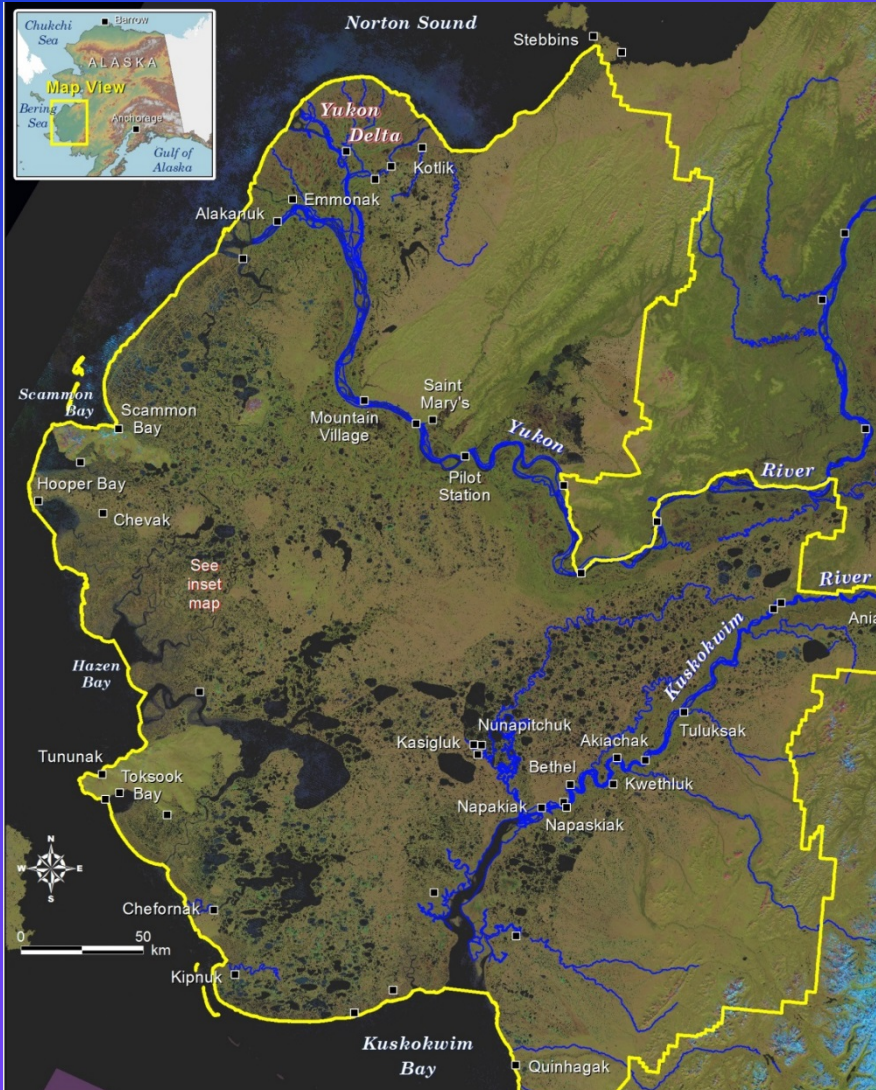 Chukchi
Sea
Barrow
ALASKA
Map View
Bering
Sea
Anchorage
Gulf of
Alaska
Norton Sound
Stebbins
Yukon
Delta
Kotlik
Emmonak
Alakanuk
Scammon
Bay
Scammon
Bay
Mountain
Village
Saint
Mary's
Yukon
Pilot
Station
River
Hooper Bay
Chevak
See
inset
map
River
Kuskokwim
Hazen
Bay
Nunapitchuk
Kasigluk
Akiachak
Tuluksak
Tununak
Toksook
Bay
Bethel
Kwethluk
Napakiak
Napaskiak
N
W
E
S
Chefornak
0
50
km
Kipnuk
Kuskokwim
Bay
Quinhagak